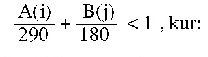 A(i)/290 + B(j)/180 < 1 , kur: